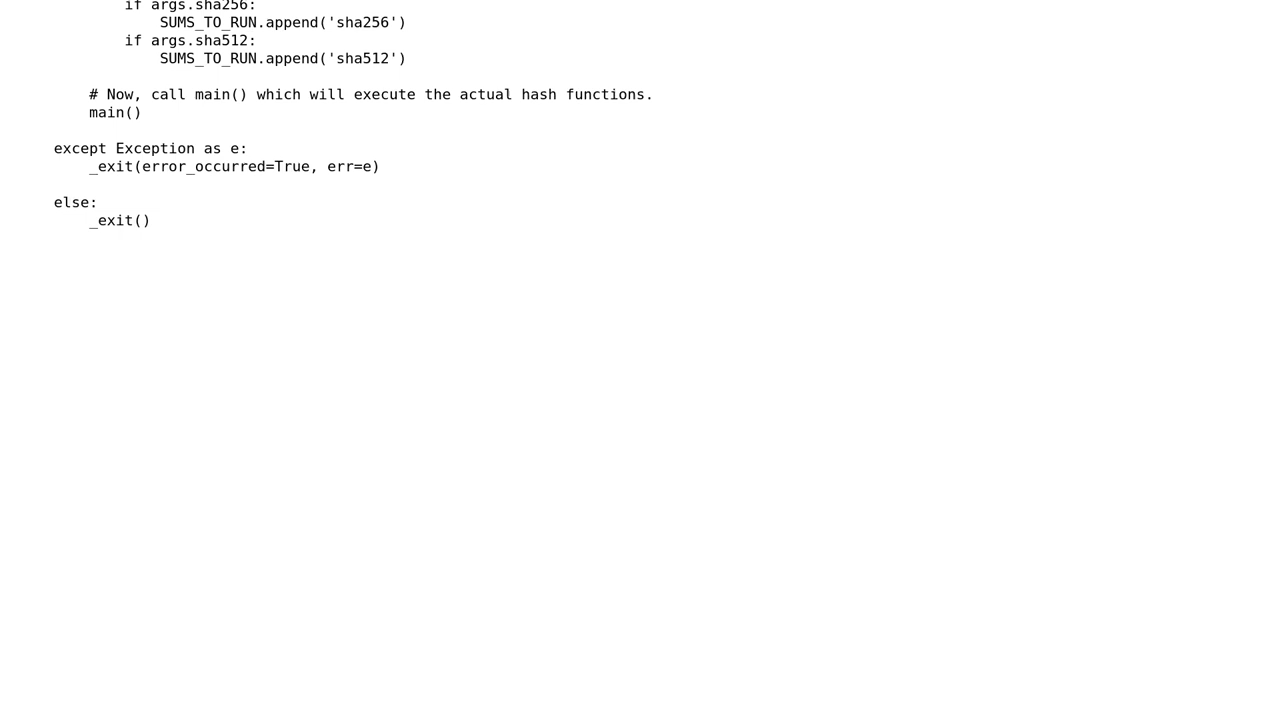 if args.sha256:
            SUMS_TO_RUN.append('sha256')
        if args.sha512:
            SUMS_TO_RUN.append('sha512')

    # Now, call main() which will execute the actual hash functions.
    main()

except Exception as e:
    _exit(error_occurred=True, err=e)

else:
    _exit()